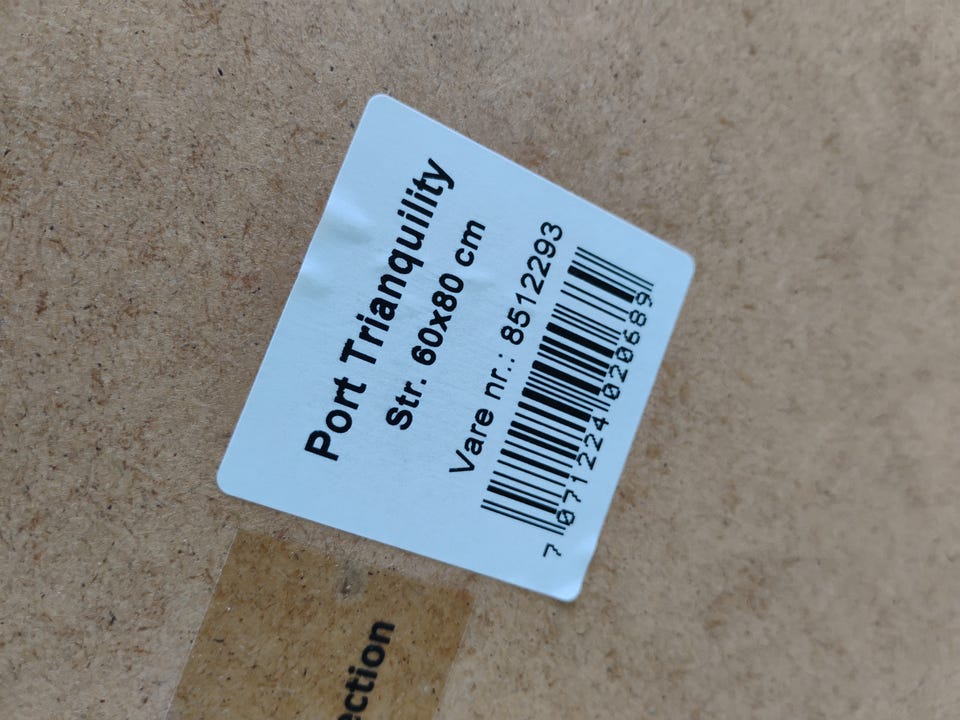 Port Trianquility
Str. 60x80 cm
Vare nr.: 8512293
7 071224 020689
ection